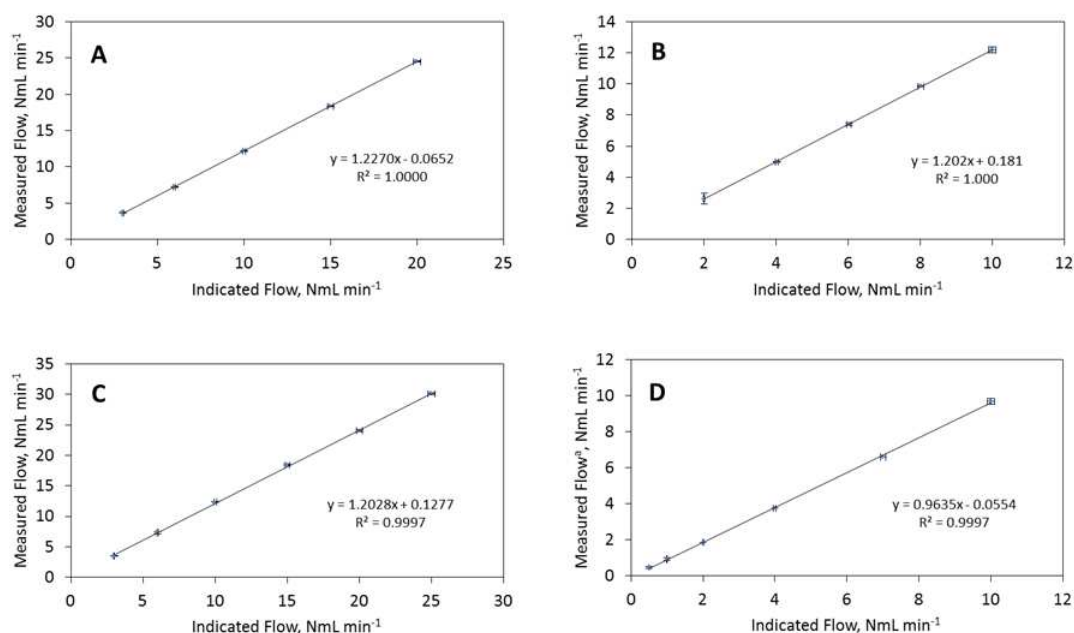 A
Measured Flow, NmL min⁻¹
30
25
20
15
10
5
0
y = 1.2270x - 0.0652
R² = 1.0000
0 5 10 15 20 25
Indicated Flow, NmL min⁻¹
B
Measured Flow, NmL min⁻¹
14
12
10
8
6
4
2
0
y = 1.202x + 0.181
R² = 1.000
0 2 4 6 8 10 12
Indicated Flow, NmL min⁻¹
C
Measured Flow, NmL min⁻¹
35
30
25
20
15
10
5
0
y = 1.2028x + 0.1277
R² = 0.9997
0 5 10 15 20 25 30
Indicated Flow, NmL min⁻¹
D
Measured Flowᵃ, NmL min⁻¹
12
10
8
6
4
2
0
y = 0.9635x - 0.0554
R² = 0.9997
0 2 4 6 8 10 12
Indicated Flow, NmL min⁻¹